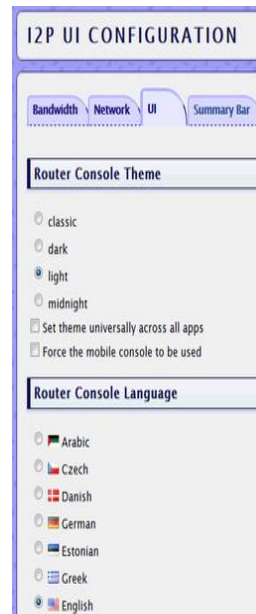 I2P UI CONFIGURATION
Bandwidth Network UI Summary Bar
Router Console Theme
classic
dark
light
midnight
Set theme universally across all apps
Force the mobile console to be used
Router Console Language
Arabic
Czech
Danish
German
Estonian
Greek
English